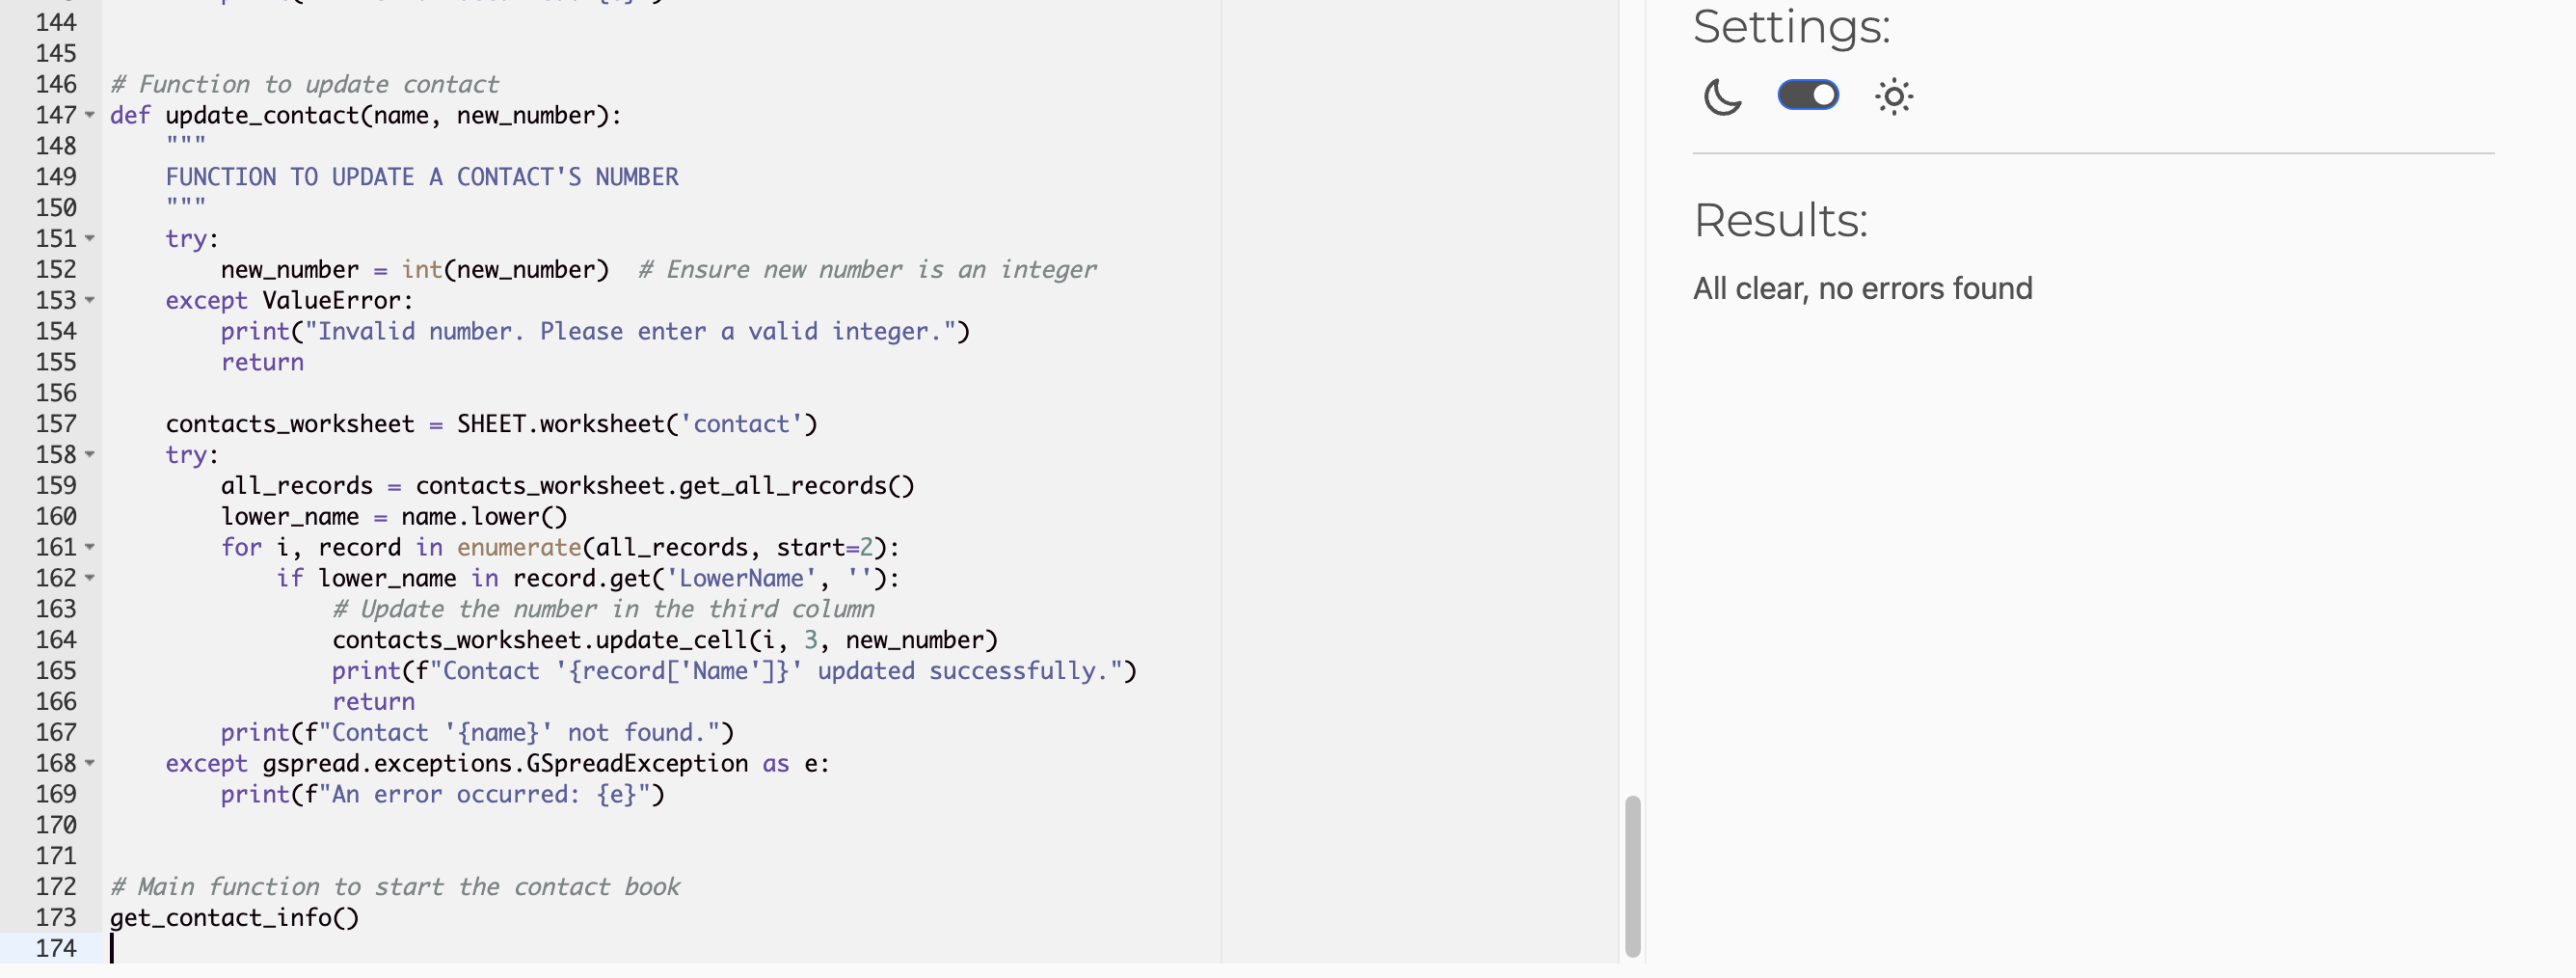 144
145
146 # Function to update contact
147 def update_contact(name, new_number):
148     """
149     FUNCTION TO UPDATE A CONTACT'S NUMBER
150     """
151     try:
152         new_number = int(new_number)  # Ensure new number is an integer
153     except ValueError:
154         print("Invalid number. Please enter a valid integer.")
155         return
156
157     contacts_worksheet = SHEET.worksheet('contact')
158     try:
159         all_records = contacts_worksheet.get_all_records()
160         lower_name = name.lower()
161         for i, record in enumerate(all_records, start=2):
162             if lower_name in record.get('LowerName', ''):
163                 # Update the number in the third column
164                 contacts_worksheet.update_cell(i, 3, new_number)
165                 print(f"Contact '{record['Name']}' updated successfully.")
166                 return
167         print(f"Contact '{name}' not found.")
168     except gspread.exceptions.GSpreadException as e:
169         print(f"An error occurred: {e}")
170
171
172 # Main function to start the contact book
173 get_contact_info()
174
Settings:
Results:
All clear, no errors found